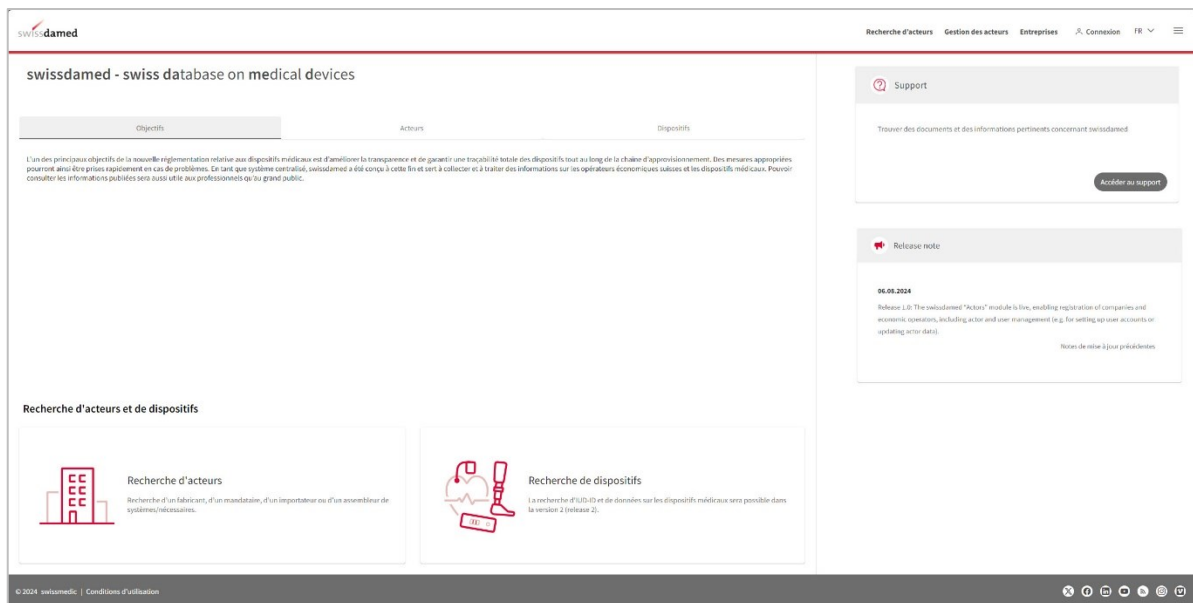 swissdamed
Recherche d'acteurs Gestion des acteurs Entreprises Connexion FR
swissdamed - swiss database on medical devices
Objectifs Acteurs Dispositifs
L'un des principaux objectifs de la nouvelle réglementation relative aux dispositifs médicaux est d'améliorer la transparence et de garantir une traçabilité totale des dispositifs tout au long de la chaîne d'approvisionnement. Des mesures appropriées
pourront ainsi être prises rapidement en cas de problèmes. En tant que système centralisé, swissdamed a été conçu à cette fin et sert à collecter et à traiter des informations sur les opérateurs économiques suisses et les dispositifs médicaux. Pouvoir
consulter les informations publiées sera aussi utile aux professionnels qu'au grand public.
Support
Trouver des documents et des informations pertinents concernant swissdamed
Accéder au support
Release note
06.08.2024
Release 1.0: The swissdamed "Actors" module is live, enabling registration of companies and
economic operators, including actor and user management (e.g. for setting up user accounts or
updating actor data).
Notes de mise à jour précédentes
Recherche d'acteurs et de dispositifs
Recherche d'acteurs
Recherche d'un fabricant, d'un mandataire, d'un importateur ou d'un assembleur de
systèmes/nécessaires.
Recherche de dispositifs
La recherche d'IUD-ID et de données sur les dispositifs médicaux sera possible dans
la version 2 (release 2).
© 2024 swissmedic | Conditions d'utilisation